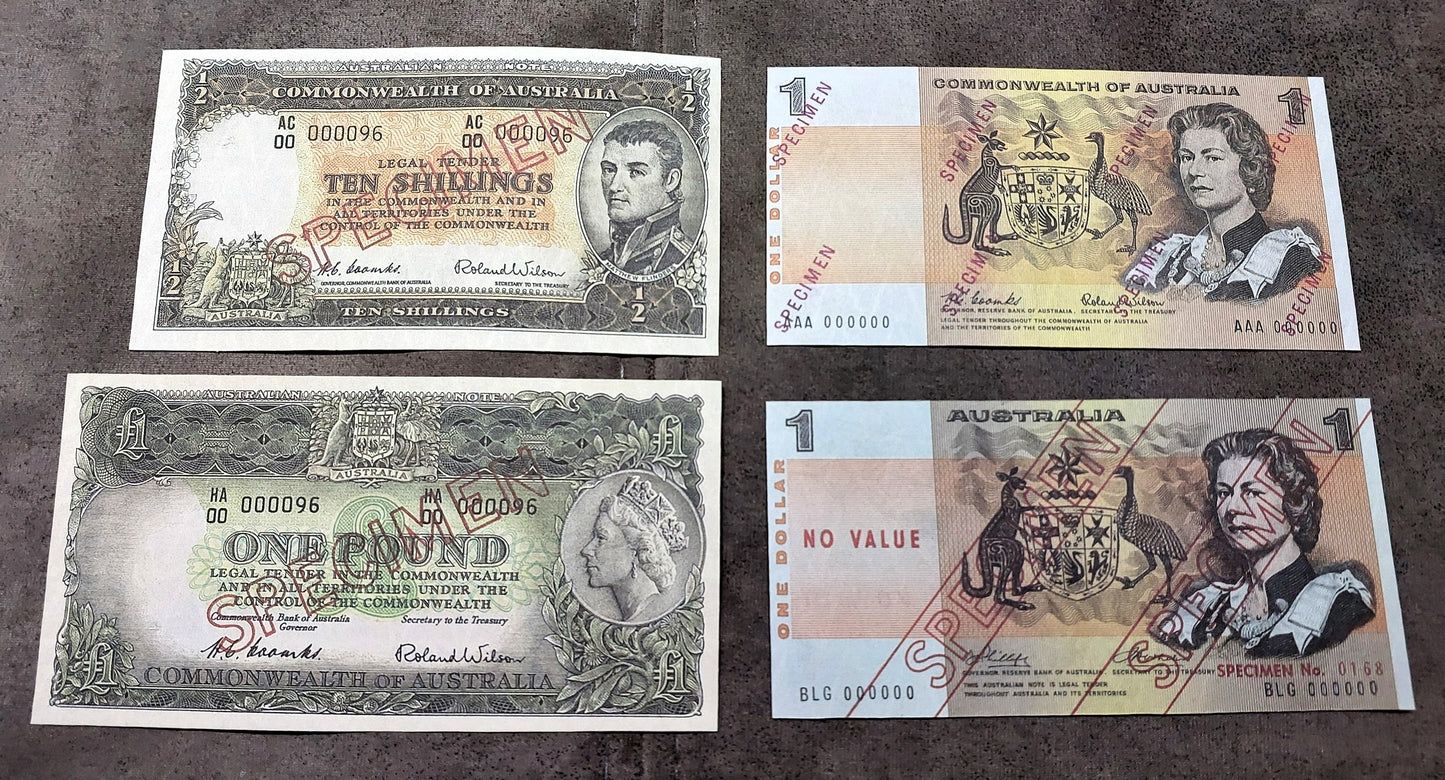 AUSTRALIAN NOTE
1/2 COMMONWEALTH OF AUSTRALIA 1/2
AC AC
00 000096 00 000096
LEGAL TENDER
TEN SHILLINGS
IN THE COMMONWEALTH AND IN
ALL TERRITORIES UNDER THE
CONTROL OF THE COMMONWEALTH
SPECIMEN
MATTHEW FLINDERS
H.C. Coombs. Roland Wilson
GOVERNOR, COMMONWEALTH BANK OF AUSTRALIA SECRETARY TO THE TREASURY
1/2 AUSTRALIA TEN SHILLINGS 1/2
1 COMMONWEALTH OF AUSTRALIA 1
ONE DOLLAR
SPECIMEN SPECIMEN SPECIMEN SPECIMEN
SPECIMEN SPECIMEN SPECIMEN SPECIMEN
H.C. Coombs Roland Wilson
GOVERNOR, RESERVE BANK OF AUSTRALIA. SECRETARY TO THE TREASURY
LEGAL TENDER THROUGHOUT THE COMMONWEALTH OF AUSTRALIA
AND THE TERRITORIES OF THE COMMONWEALTH
AAA 000000 AAA 000000
AUSTRALIAN NOTE
£1 AUSTRALIA £1
HA HA
00 000096 00 000096
ONE POUND
LEGAL TENDER IN THE COMMONWEALTH
AND IN ALL TERRITORIES UNDER THE
CONTROL OF THE COMMONWEALTH
SPECIMEN
Commonwealth Bank of Australia Secretary to the Treasury
Governor
H.C. Coombs. Roland Wilson
£1 COMMONWEALTH OF AUSTRALIA £1
1 AUSTRALIA 1
ONE DOLLAR
NO VALUE
SPECIMEN SPECIMEN
GOVERNOR, RESERVE BANK OF AUSTRALIA, SECRETARY TO THE TREASURY
THIS AUSTRALIAN NOTE IS LEGAL TENDER
THROUGHOUT AUSTRALIA AND ITS TERRITORIES
SPECIMEN No. 0168
BLG 000000 BLG 000000